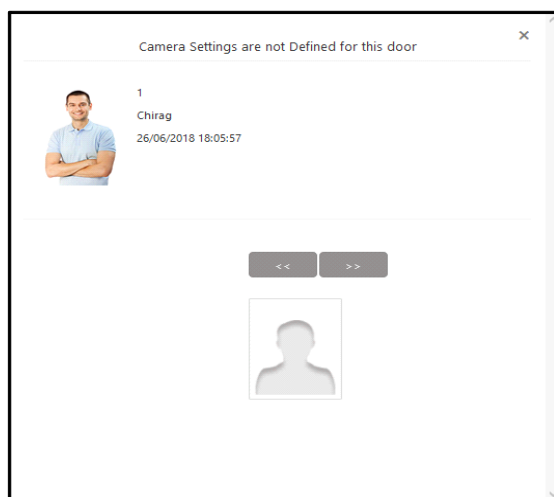 Camera Settings are not Defined for this door
×
1
Chirag
26/06/2018 18:05:57
<< >>